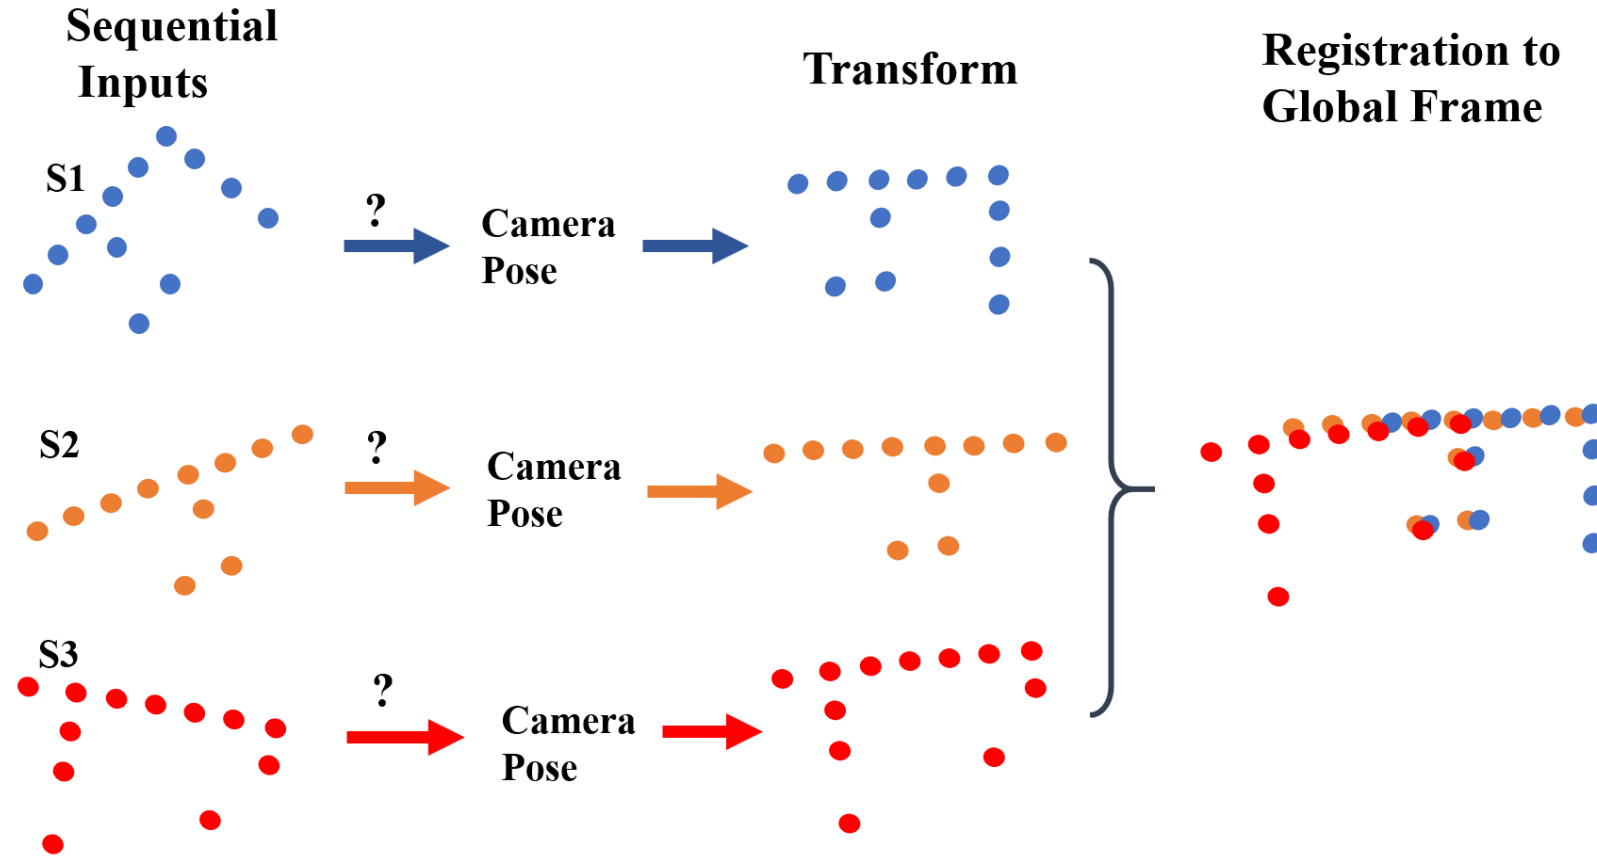 Sequential
Inputs
Transform
Registration to
Global Frame
S1
?
Camera
Pose
S2
?
Camera
Pose
S3
?
Camera
Pose